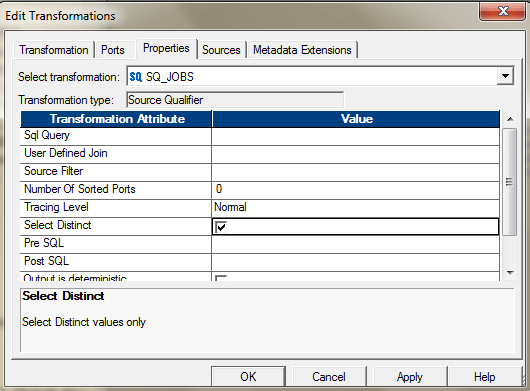 Edit Transformations
Transformation Ports Properties Sources Metadata Extensions
Select transformation: SQ SQ_JOBS
Transformation type: Source Qualifier
Transformation Attribute Value
Sql Query
User Defined Join
Source Filter
Number Of Sorted Ports 0
Tracing Level Normal
Select Distinct
Pre SQL
Post SQL
Output is deterministic
Select Distinct
Select Distinct values only
OK Cancel Apply Help